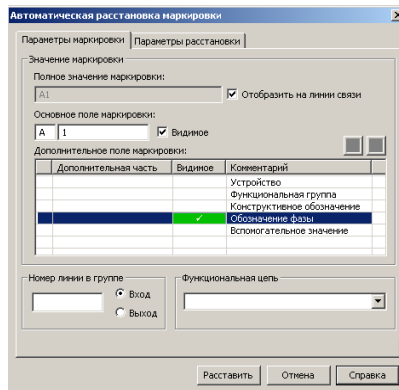 Автоматическая расстановка маркировки
Параметры маркировки Параметры расстановки
Значение маркировки
Полное значение маркировки:
A1 Отобразить на линии связи
Основное поле маркировки:
A 1 Видимое
Дополнительное поле маркировки:
Дополнительная часть Видимое Комментарий
Устройство
Функциональная группа
Конструктивное обозначение
Обозначение фазы
Вспомогательное значение
Номер линии в группе Функциональная цепь
Вход
Выход
Расставить Отмена Справка